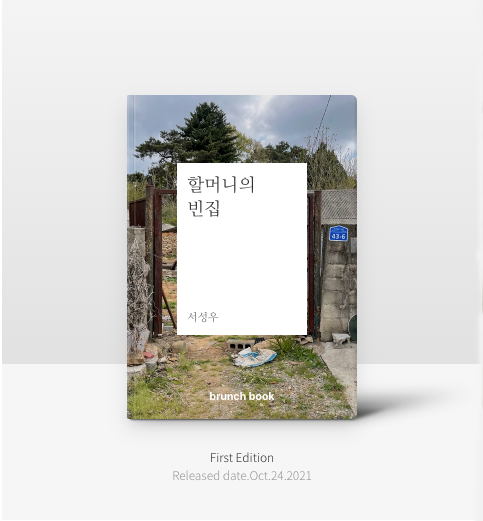 할머니의
빈집
43-6
서성우
brunch book
First Edition
Released date.Oct.24.2021